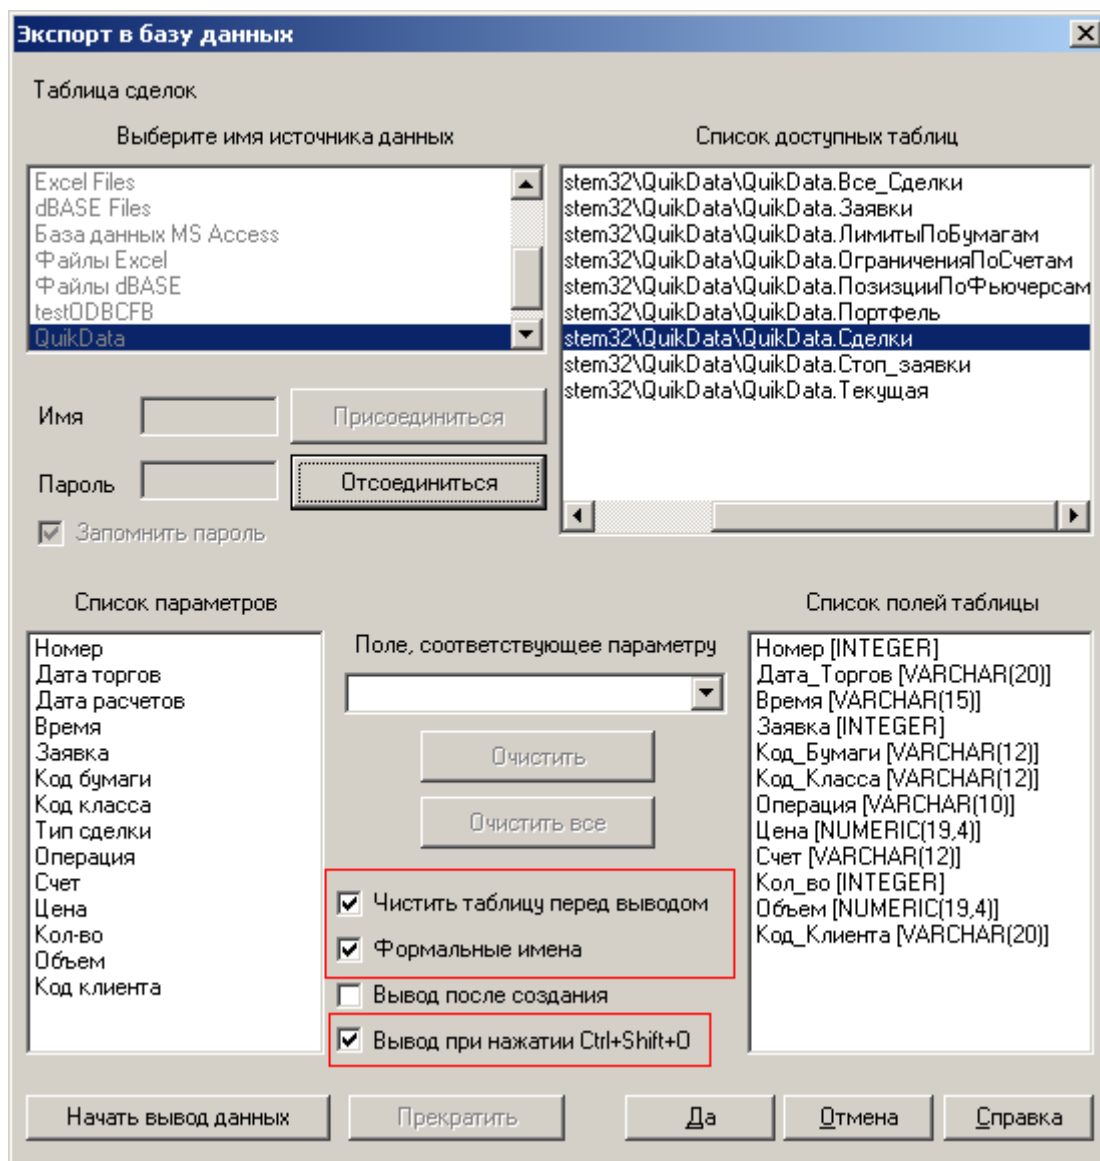 Экспорт в базу данных
Таблица сделок
Выберите имя источника данных
Excel Files
dBASE Files
База данных MS Access
Файлы Excel
Файлы dBASE
testODBCFB
QuikData
Имя
Присоединиться
Пароль
Отсоединиться
Запомнить пароль
Список доступных таблиц
stem32\QuikData\QuikData.Все_Сделки
stem32\QuikData\QuikData.Заявки
stem32\QuikData\QuikData.ЛимитыПоБумагам
stem32\QuikData\QuikData.ОграниченияПоСчетам
stem32\QuikData\QuikData.ПозизцииПоФьючерсам
stem32\QuikData\QuikData.Портфель
stem32\QuikData\QuikData.Сделки
stem32\QuikData\QuikData.Стоп_заявки
stem32\QuikData\QuikData.Текущая
Список параметров
Номер
Дата торгов
Дата расчетов
Время
Заявка
Код бумаги
Код класса
Тип сделки
Операция
Счет
Цена
Кол-во
Объем
Код клиента
Поле, соответствующее параметру
Очистить
Очистить все
Чистить таблицу перед выводом
Формальные имена
Вывод после создания
Вывод при нажатии Ctrl+Shift+O
Список полей таблицы
Номер [INTEGER]
Дата_Торгов [VARCHAR(20)]
Время [VARCHAR(15)]
Заявка [INTEGER]
Код_Бумаги [VARCHAR(12)]
Код_Класса [VARCHAR(12)]
Операция [VARCHAR(10)]
Цена [NUMERIC(19,4)]
Счет [VARCHAR(12)]
Кол_во [INTEGER]
Объем [NUMERIC(19,4)]
Код_Клиента [VARCHAR(20)]
Начать вывод данных
Прекратить
Да
Отмена
Справка